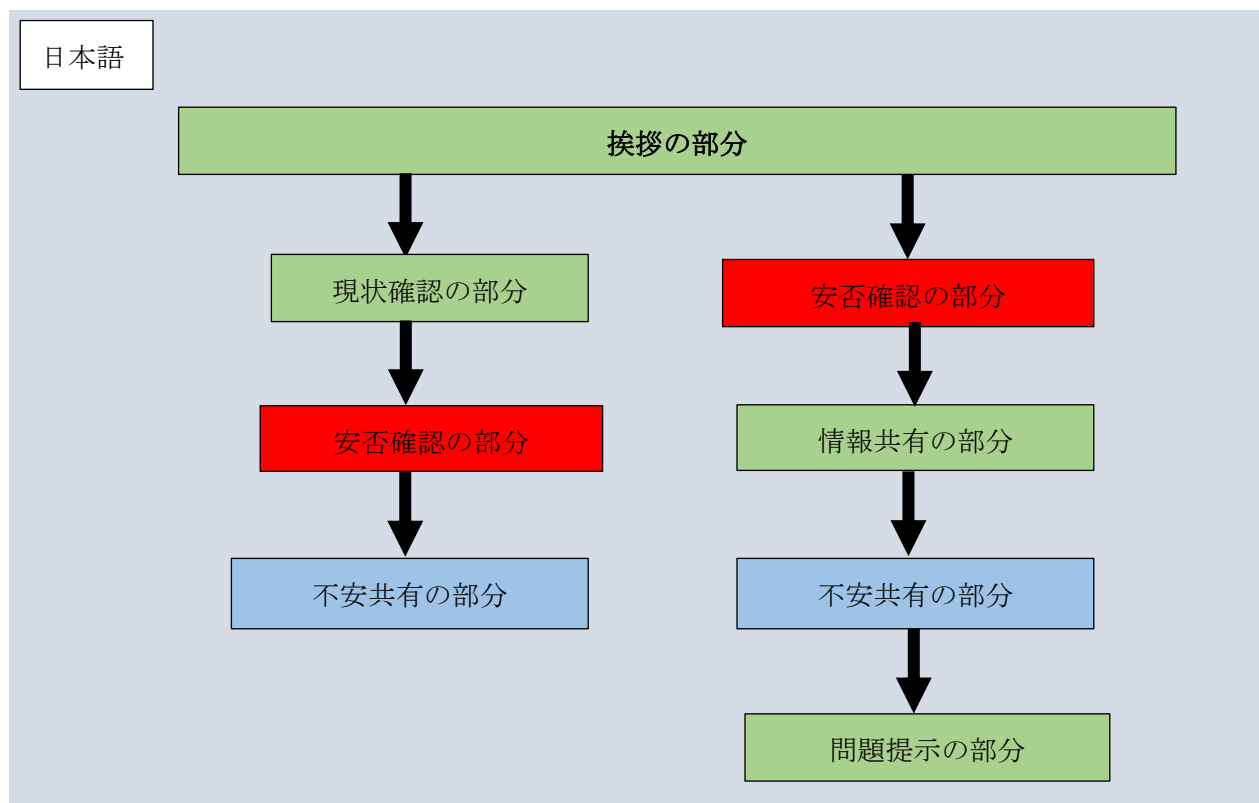 日本語
挨拶の部分
現状確認の部分
安否確認の部分
不安共有の部分
安否確認の部分
情報共有の部分
不安共有の部分
問題提示の部分